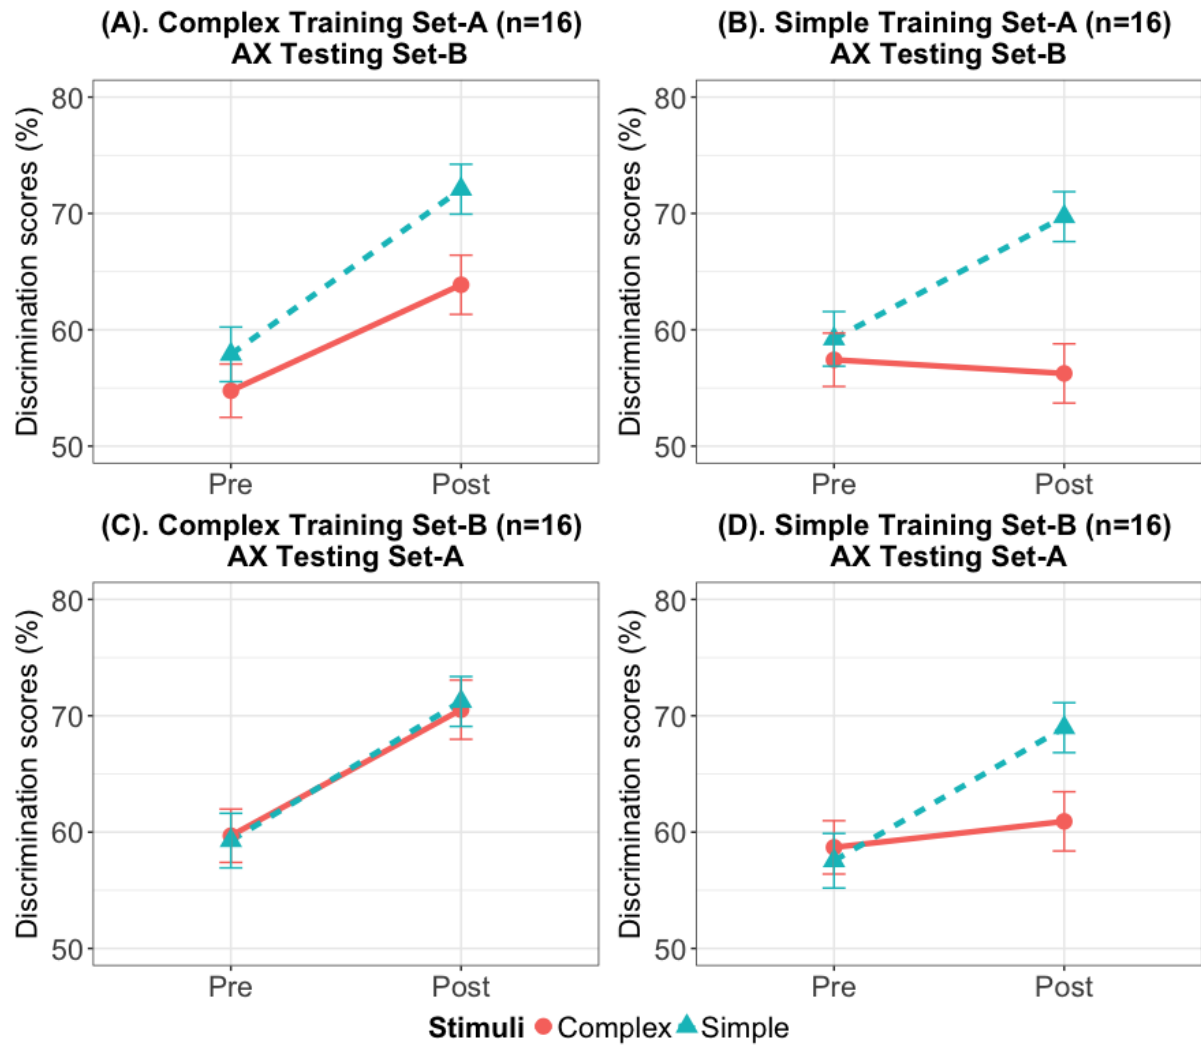 (A). Complex Training Set-A (n=16)
AX Testing Set-B
Discrimination scores (%)
80
70
60
50
Pre Post
(B). Simple Training Set-A (n=16)
AX Testing Set-B
Discrimination scores (%)
80
70
60
50
Pre Post
(C). Complex Training Set-B (n=16)
AX Testing Set-A
Discrimination scores (%)
80
70
60
50
Pre Post
(D). Simple Training Set-B (n=16)
AX Testing Set-A
Discrimination scores (%)
80
70
60
50
Pre Post
Stimuli Complex Simple